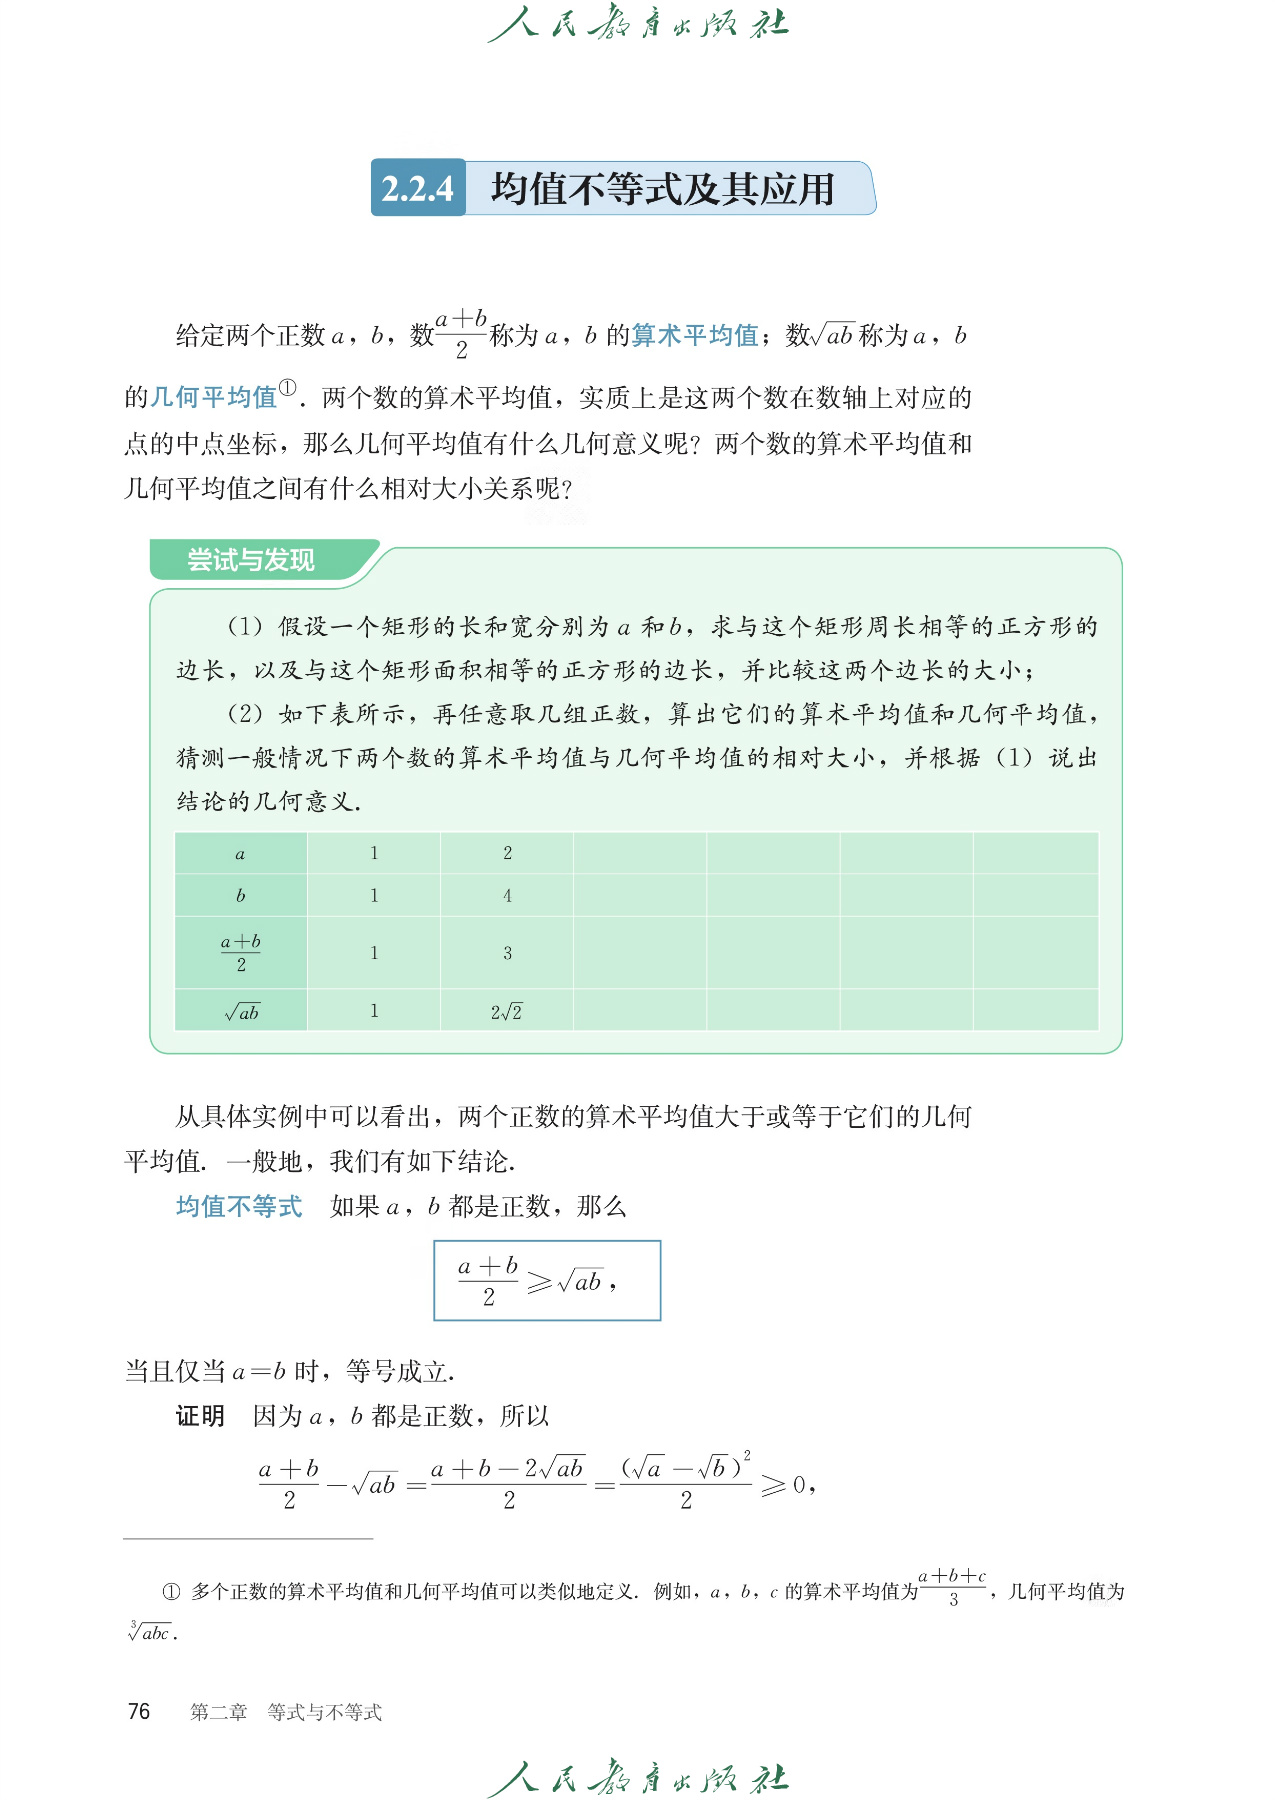 人民教育出版社
2.2.4 均值不等式及其应用
给定两个正数 a，b，数 (a+b)/2 称为 a，b 的算术平均值；数 √ab 称为 a，b
的几何平均值①．两个数的算术平均值，实质上是这两个数在数轴上对应的
点的中点坐标，那么几何平均值有什么几何意义呢？两个数的算术平均值和
几何平均值之间有什么相对大小关系呢？
尝试与发现
（1）假设一个矩形的长和宽分别为 a 和 b，求与这个矩形周长相等的正方形的
边长，以及与这个矩形面积相等的正方形的边长，并比较这两个边长的大小；
（2）如下表所示，再任意取几组正数，算出它们的算术平均值和几何平均值，
猜测一般情况下两个数的算术平均值与几何平均值的相对大小，并根据（1）说出
结论的几何意义．
a 1 2
b 1 4
(a+b)/2 1 3
√ab 1 2√2
从具体实例中可以看出，两个正数的算术平均值大于或等于它们的几何
平均值．一般地，我们有如下结论．
均值不等式 如果 a，b 都是正数，那么
(a+b)/2 ⩾ √ab，
当且仅当 a=b 时，等号成立．
证明 因为 a，b 都是正数，所以
(a+b)/2 − √ab = (a+b−2√ab)/2 = (√a−√b)²/2 ⩾ 0，
① 多个正数的算术平均值和几何平均值可以类似地定义．例如，a，b，c 的算术平均值为 (a+b+c)/3，几何平均值为
∛abc．
76 第二章 等式与不等式
人民教育出版社